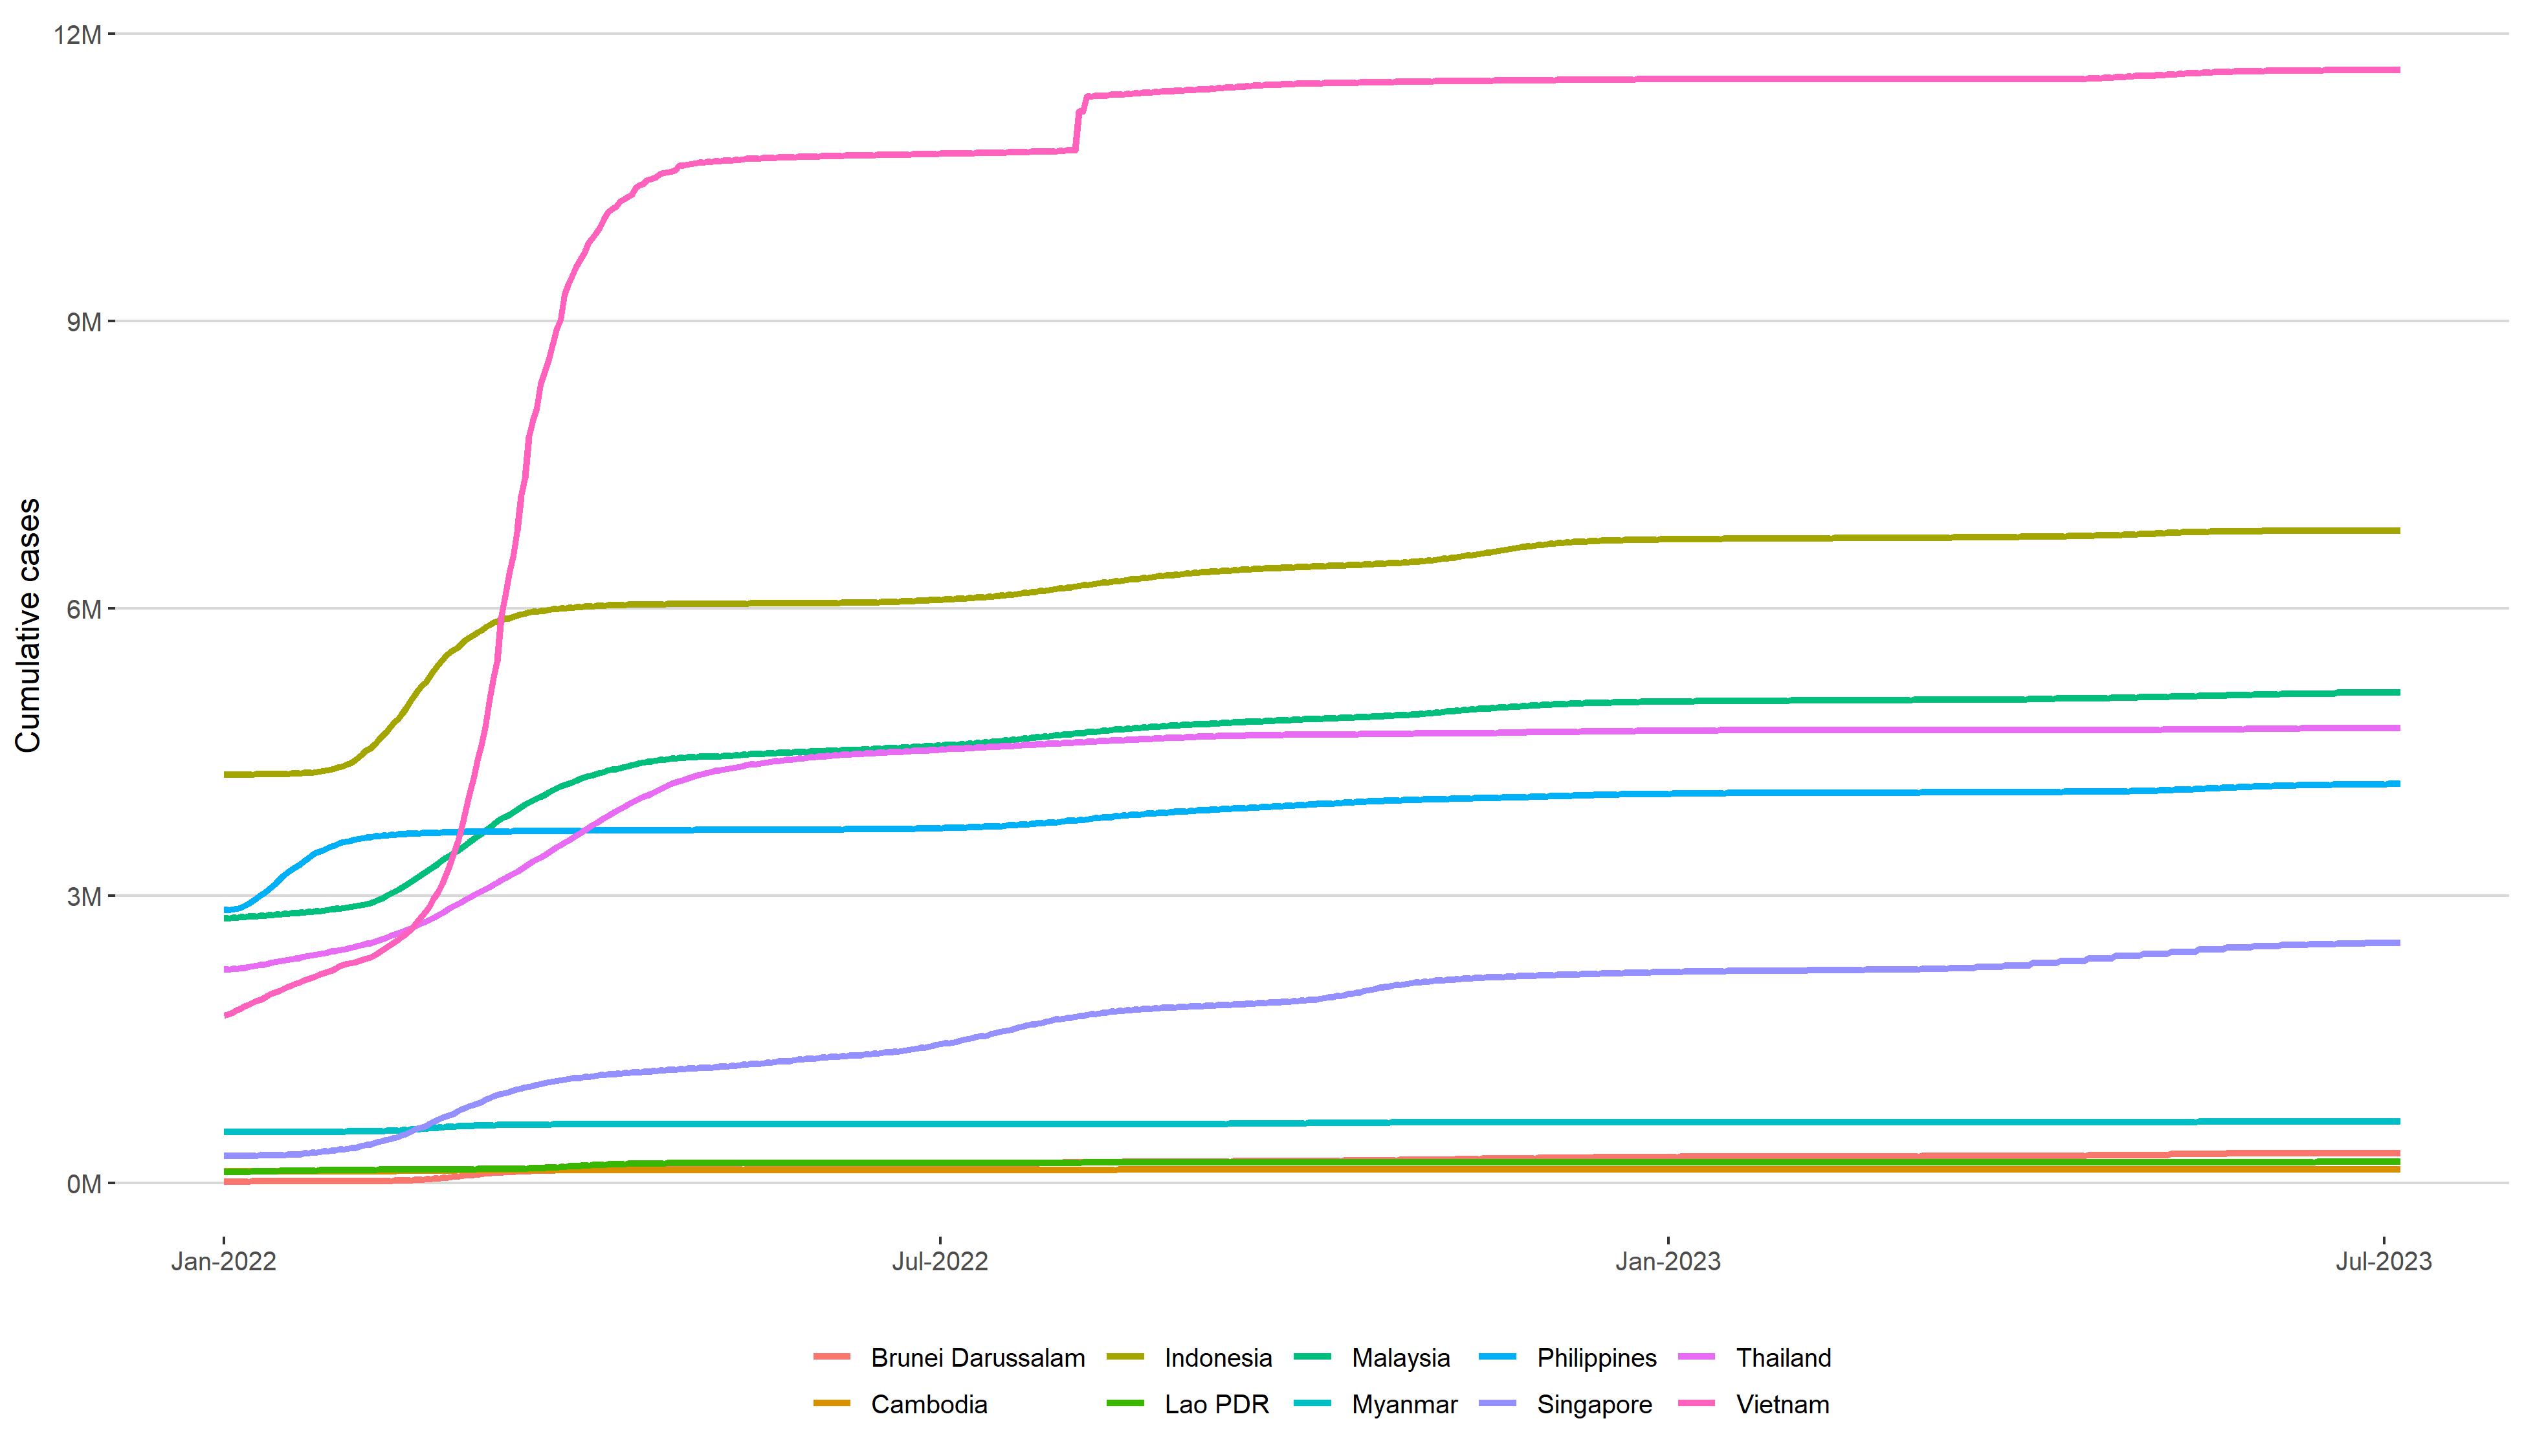 Cumulative cases
12M
9M
6M
3M
0M
Jan-2022 Jul-2022 Jan-2023 Jul-2023
Brunei Darussalam Indonesia Malaysia Philippines Thailand
Cambodia Lao PDR Myanmar Singapore Vietnam